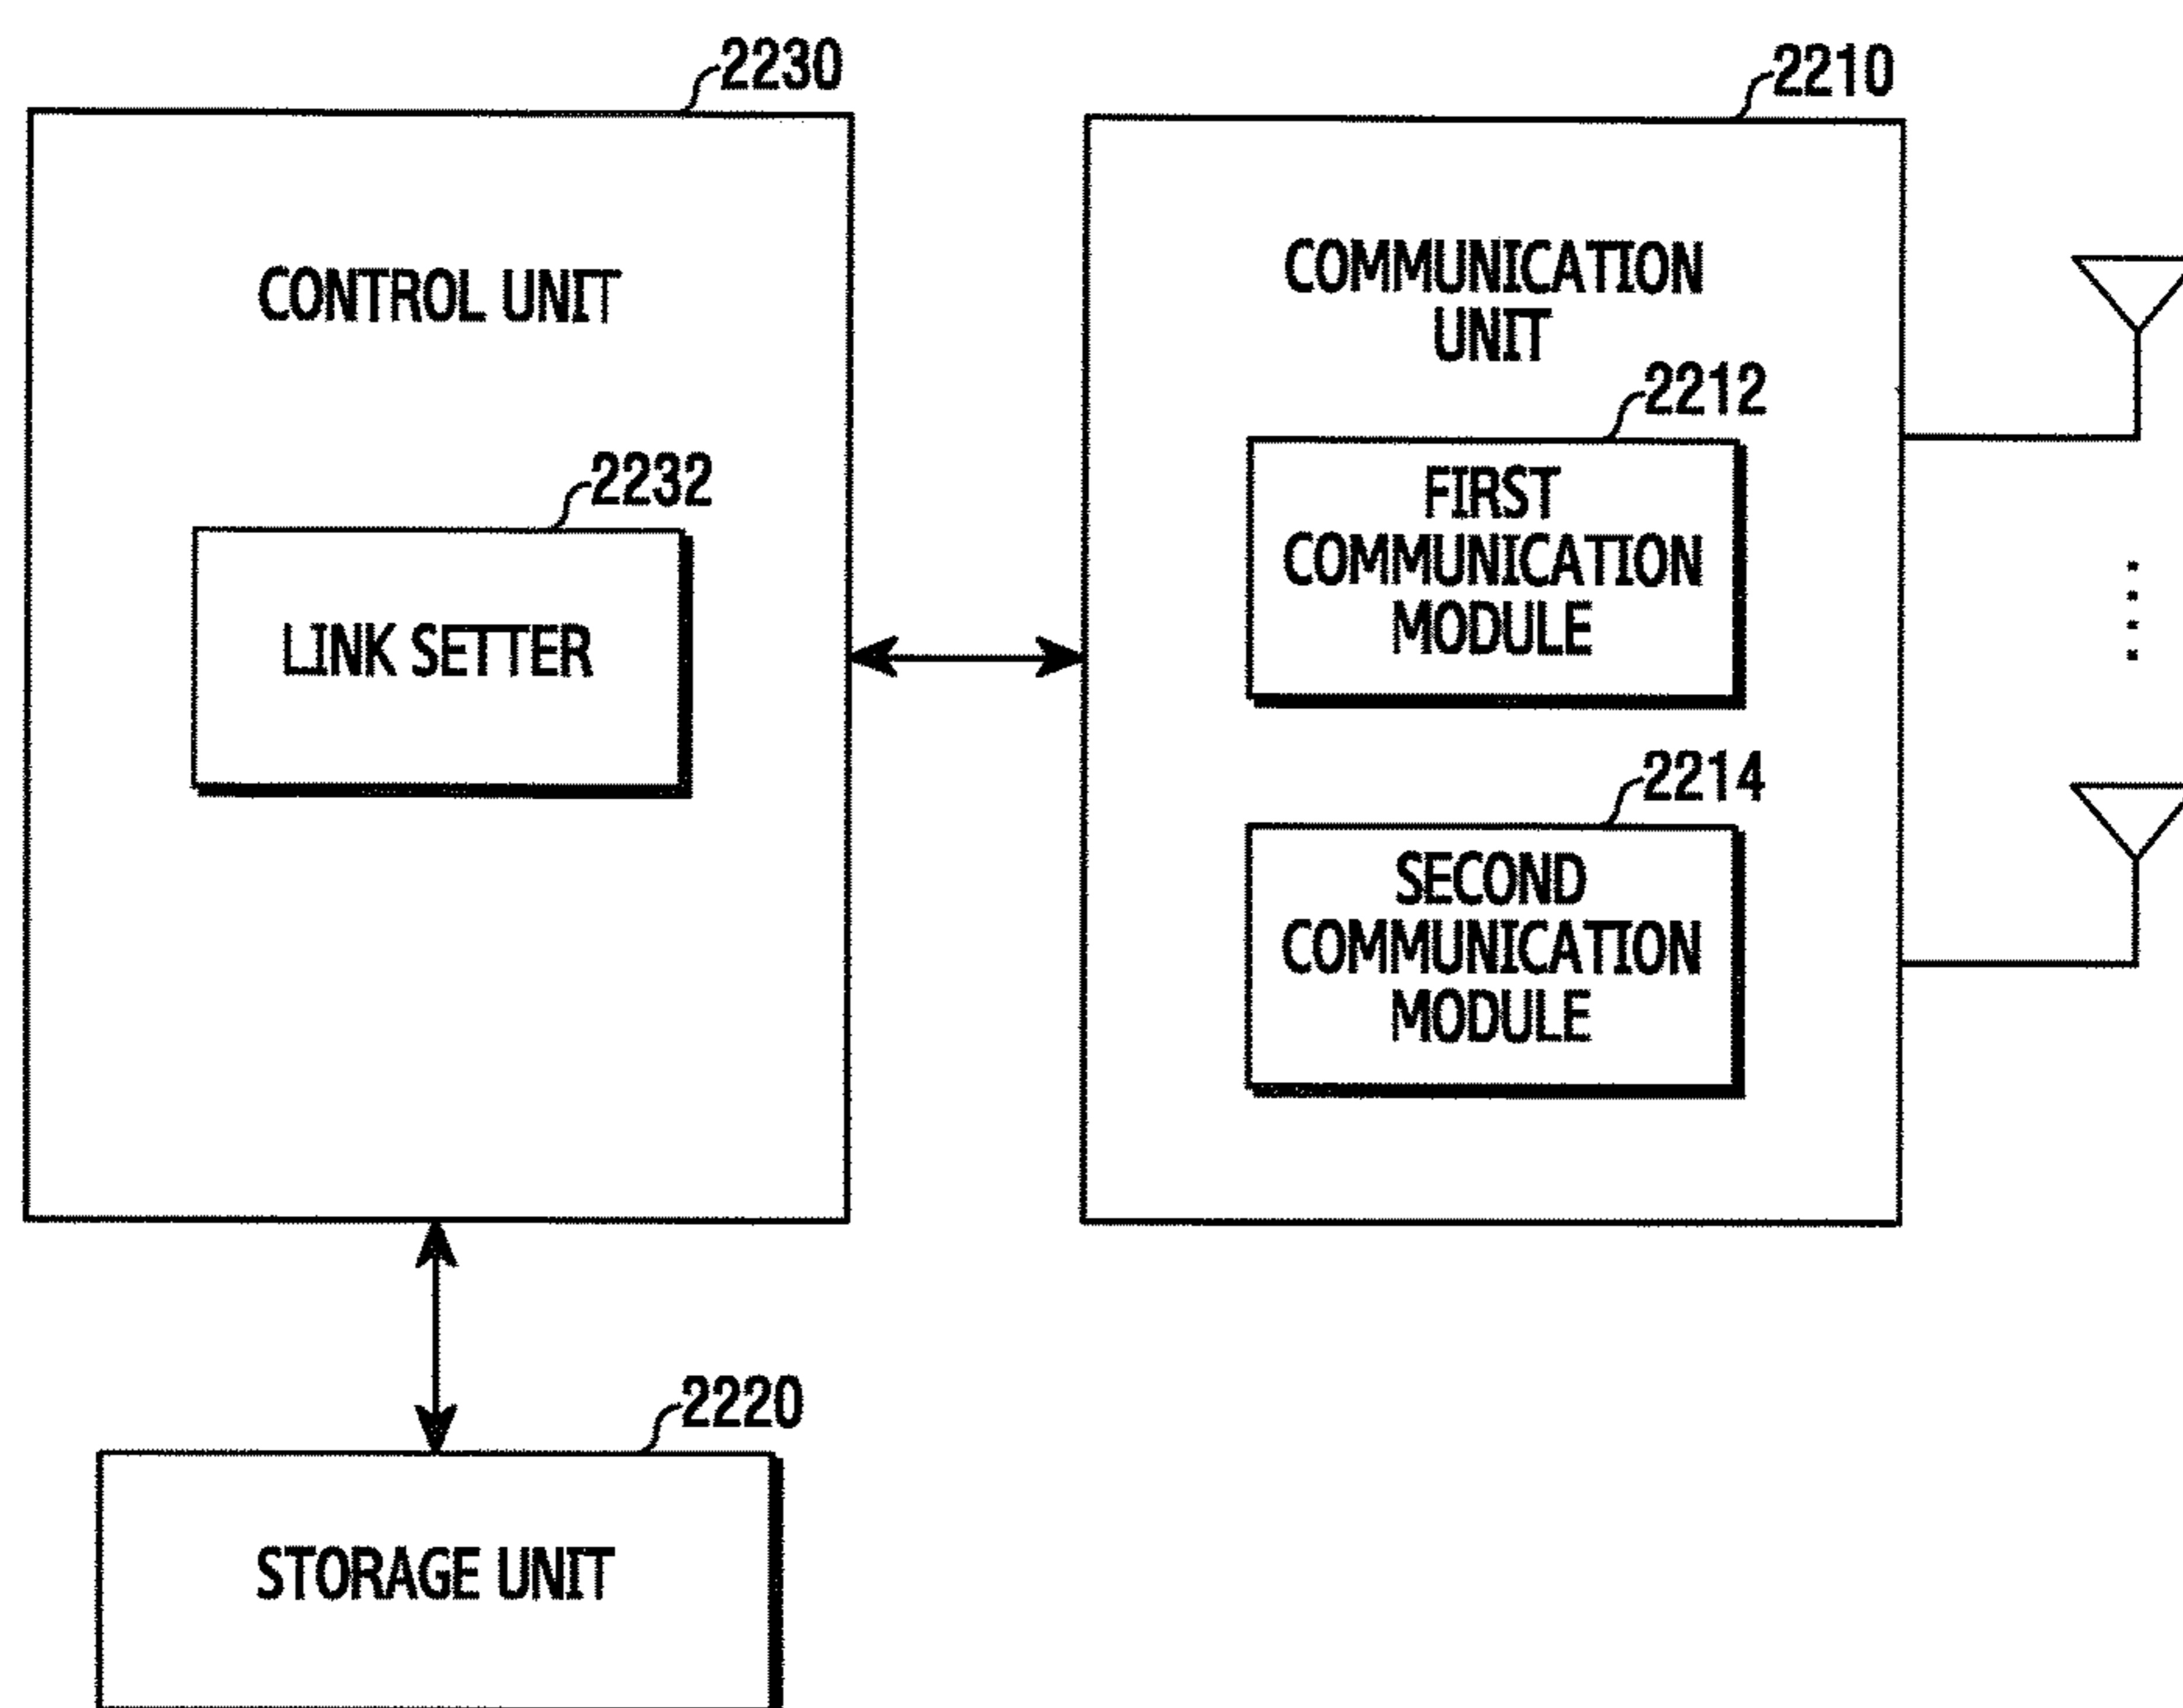 2230
CONTROL UNIT
2232
LINK SETTER
2210
COMMUNICATION
UNIT
2212
FIRST
COMMUNICATION
MODULE
2214
SECOND
COMMUNICATION
MODULE
2220
STORAGE UNIT